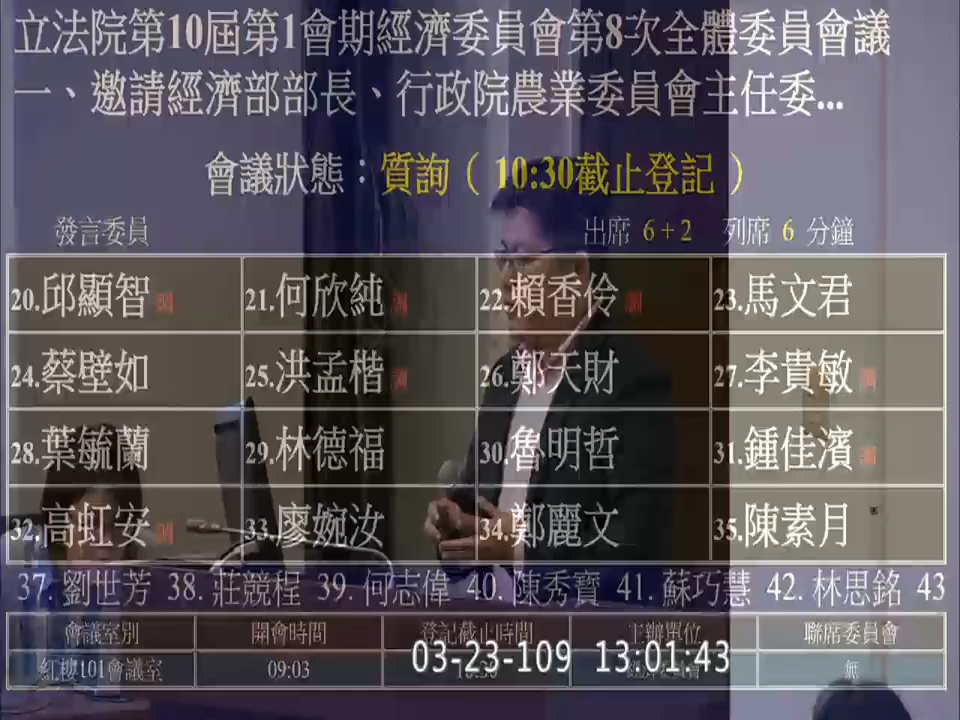 立法院第10屆第1會期經濟委員會第8次全體委員會議
一、邀請經濟部部長、行政院農業委員會主任委...
會議狀態：質詢（10:30截止登記）
發言委員 出席 6+2 列席 6 分鐘
20.邱顯智 21.何欣純 22.賴香伶 23.馬文君
24.蔡壁如 25.洪孟楷 26.鄭天財 27.李貴敏
28.葉毓蘭 29.林德福 30.魯明哲 31.鍾佳濱
32.高虹安 33.廖婉汝 34.鄭麗文 35.陳素月
37. 劉世芳 38. 莊競程 39. 何志偉 40. 陳秀寶 41. 蘇巧慧 42. 林思銘 43
會議室別 開會時間 登記截止時間 主辦單位 聯席委員會
紅樓101會議室 09:03 無
03-23-109 13:01:43